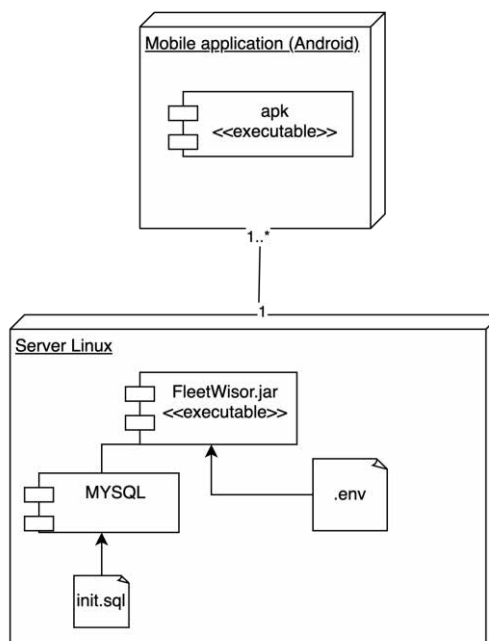 Mobile application (Android)
apk
<<executable>>
1..*
1
Server Linux
FleetWisor.jar
<<executable>>
MYSQL
.env
init.sql